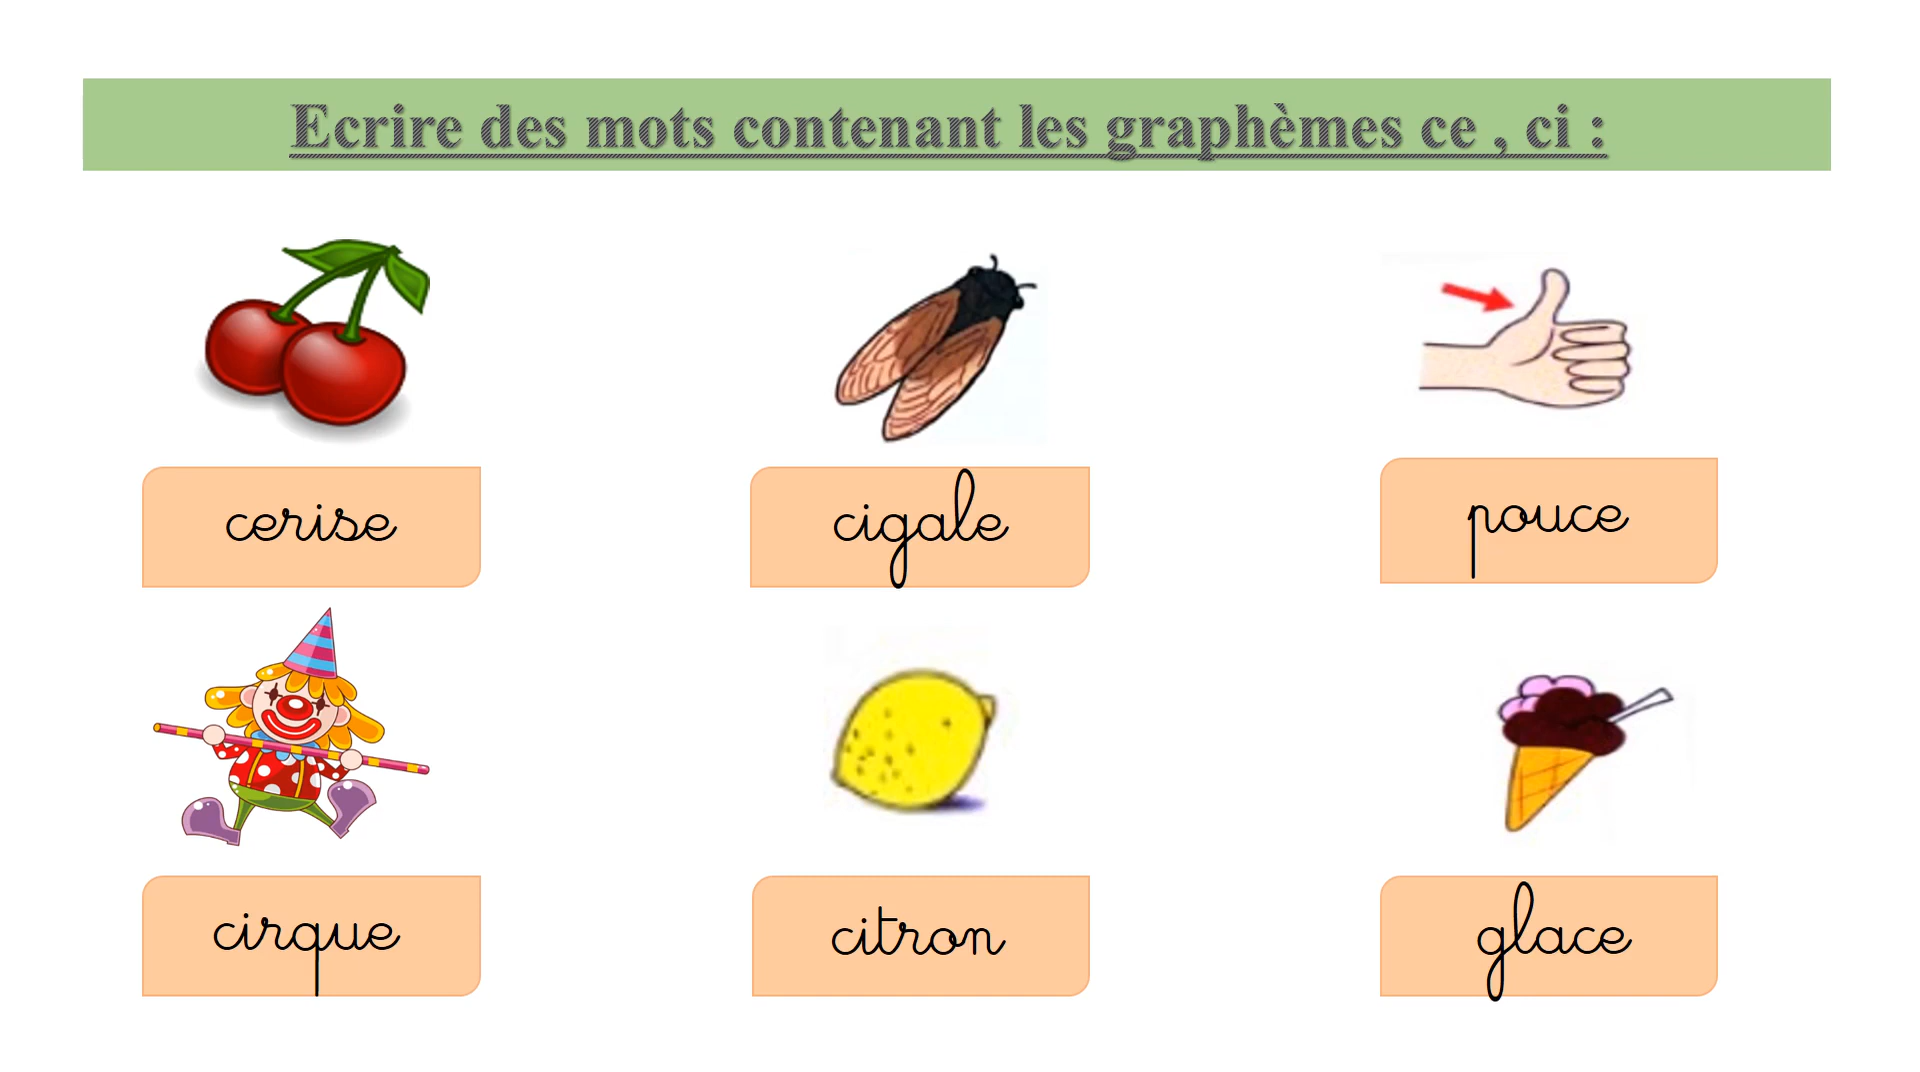 Ecrire des mots contenant les graphèmes ce , ci :
cerise
cigale
pouce
cirque
citron
glace